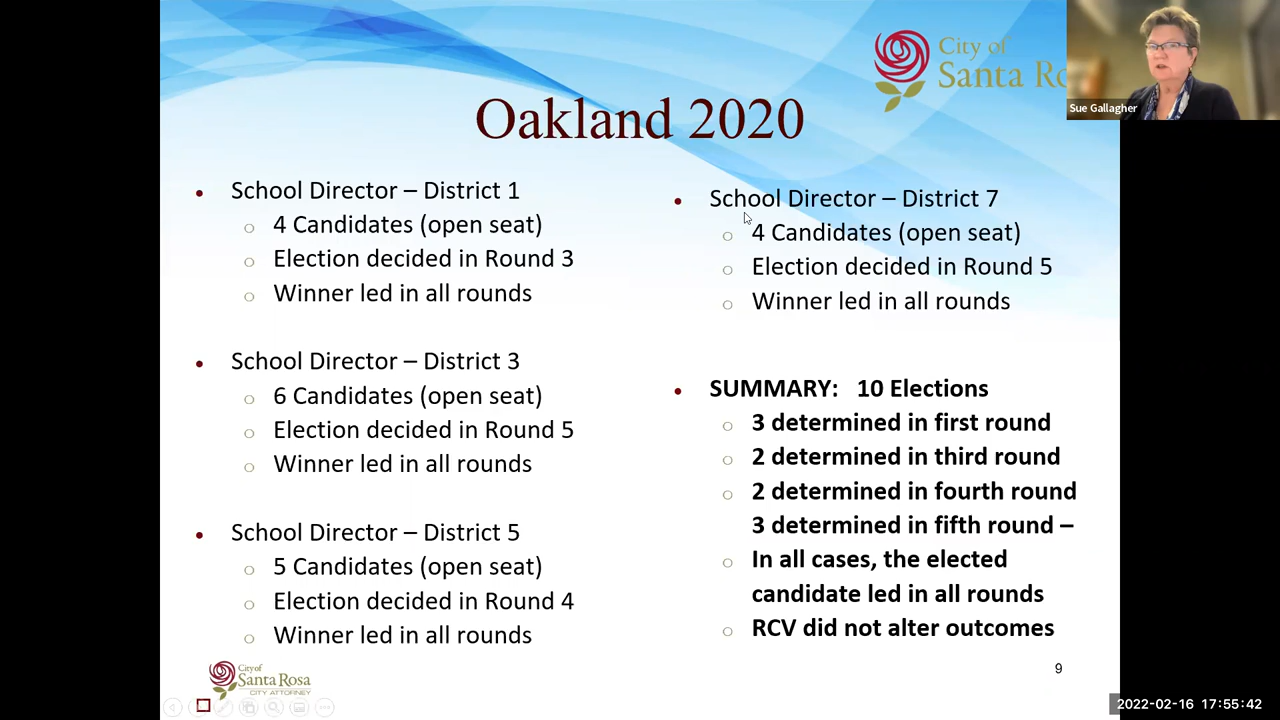 City of
Santa Ro
Sue Gallagher
Oakland 2020
• School Director – District 1
o 4 Candidates (open seat)
o Election decided in Round 3
o Winner led in all rounds
• School Director – District 3
o 6 Candidates (open seat)
o Election decided in Round 5
o Winner led in all rounds
• School Director – District 5
o 5 Candidates (open seat)
o Election decided in Round 4
o Winner led in all rounds
• School Director – District 7
o 4 Candidates (open seat)
o Election decided in Round 5
o Winner led in all rounds
• SUMMARY: 10 Elections
o 3 determined in first round
o 2 determined in third round
o 2 determined in fourth round
3 determined in fifth round –
o In all cases, the elected
candidate led in all rounds
o RCV did not alter outcomes
City of
Santa Rosa
CITY ATTORNEY
9
2022-02-16 17:55:42